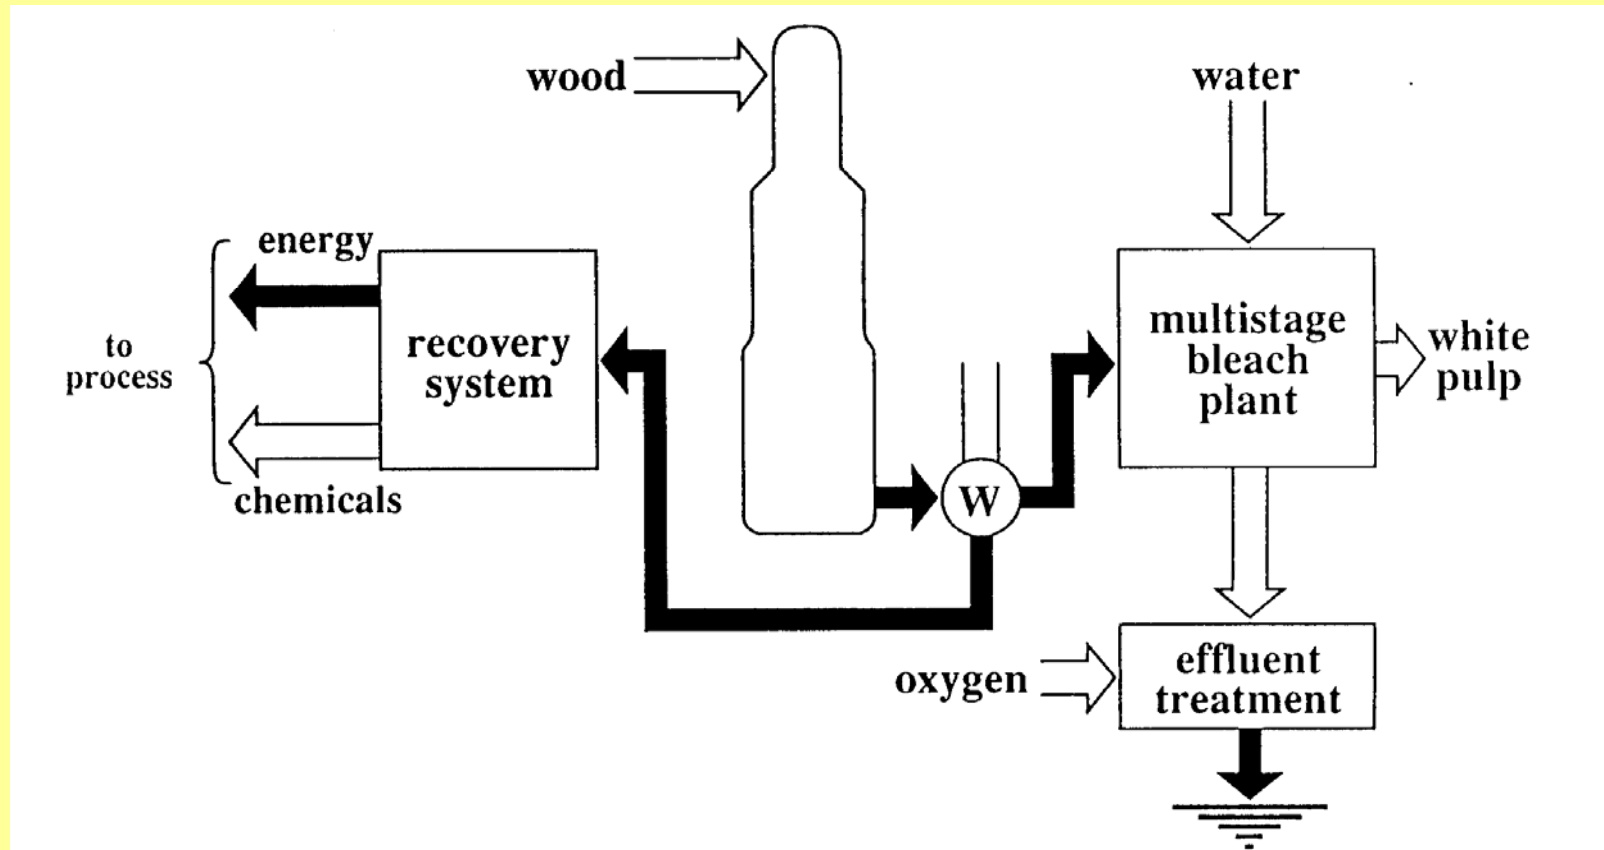 wood
water
energy
to
process
recovery
system
chemicals
W
multistage
bleach
plant
white
pulp
oxygen
effluent
treatment